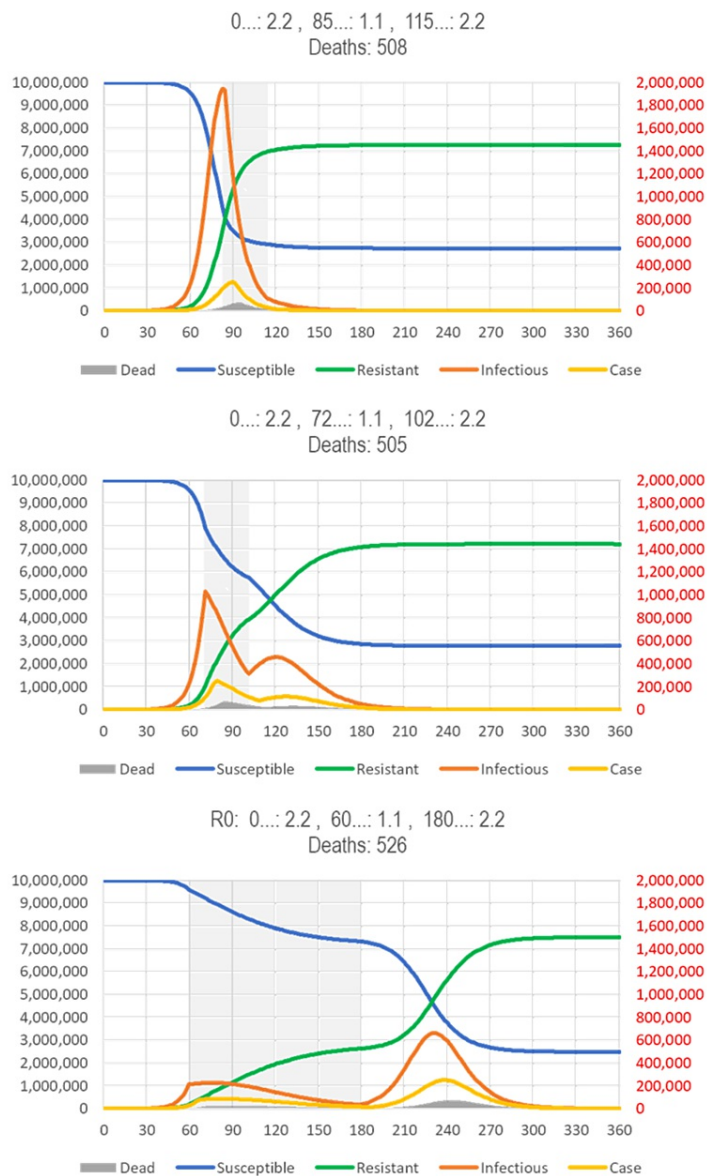 0...: 2.2 , 85...: 1.1 , 115...: 2.2
Deaths: 508
10,000,000 2,000,000
9,000,000 1,800,000
8,000,000 1,600,000
7,000,000 1,400,000
6,000,000 1,200,000
5,000,000 1,000,000
4,000,000 800,000
3,000,000 600,000
2,000,000 400,000
1,000,000 200,000
0 0
0 30 60 90 120 150 180 210 240 270 300 330 360
Dead Susceptible Resistant Infectious Case
0...: 2.2 , 72...: 1.1 , 102...: 2.2
Deaths: 505
10,000,000 2,000,000
9,000,000 1,800,000
8,000,000 1,600,000
7,000,000 1,400,000
6,000,000 1,200,000
5,000,000 1,000,000
4,000,000 800,000
3,000,000 600,000
2,000,000 400,000
1,000,000 200,000
0 0
0 30 60 90 120 150 180 210 240 270 300 330 360
Dead Susceptible Resistant Infectious Case
R0: 0...: 2.2 , 60...: 1.1 , 180...: 2.2
Deaths: 526
10,000,000 2,000,000
9,000,000 1,800,000
8,000,000 1,600,000
7,000,000 1,400,000
6,000,000 1,200,000
5,000,000 1,000,000
4,000,000 800,000
3,000,000 600,000
2,000,000 400,000
1,000,000 200,000
0 0
0 30 60 90 120 150 180 210 240 270 300 330 360
Dead Susceptible Resistant Infectious Case